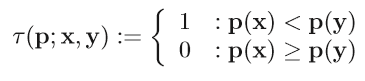 τ(p; x, y) := { 1 : p(x) < p(y)
0 : p(x) ≥ p(y)